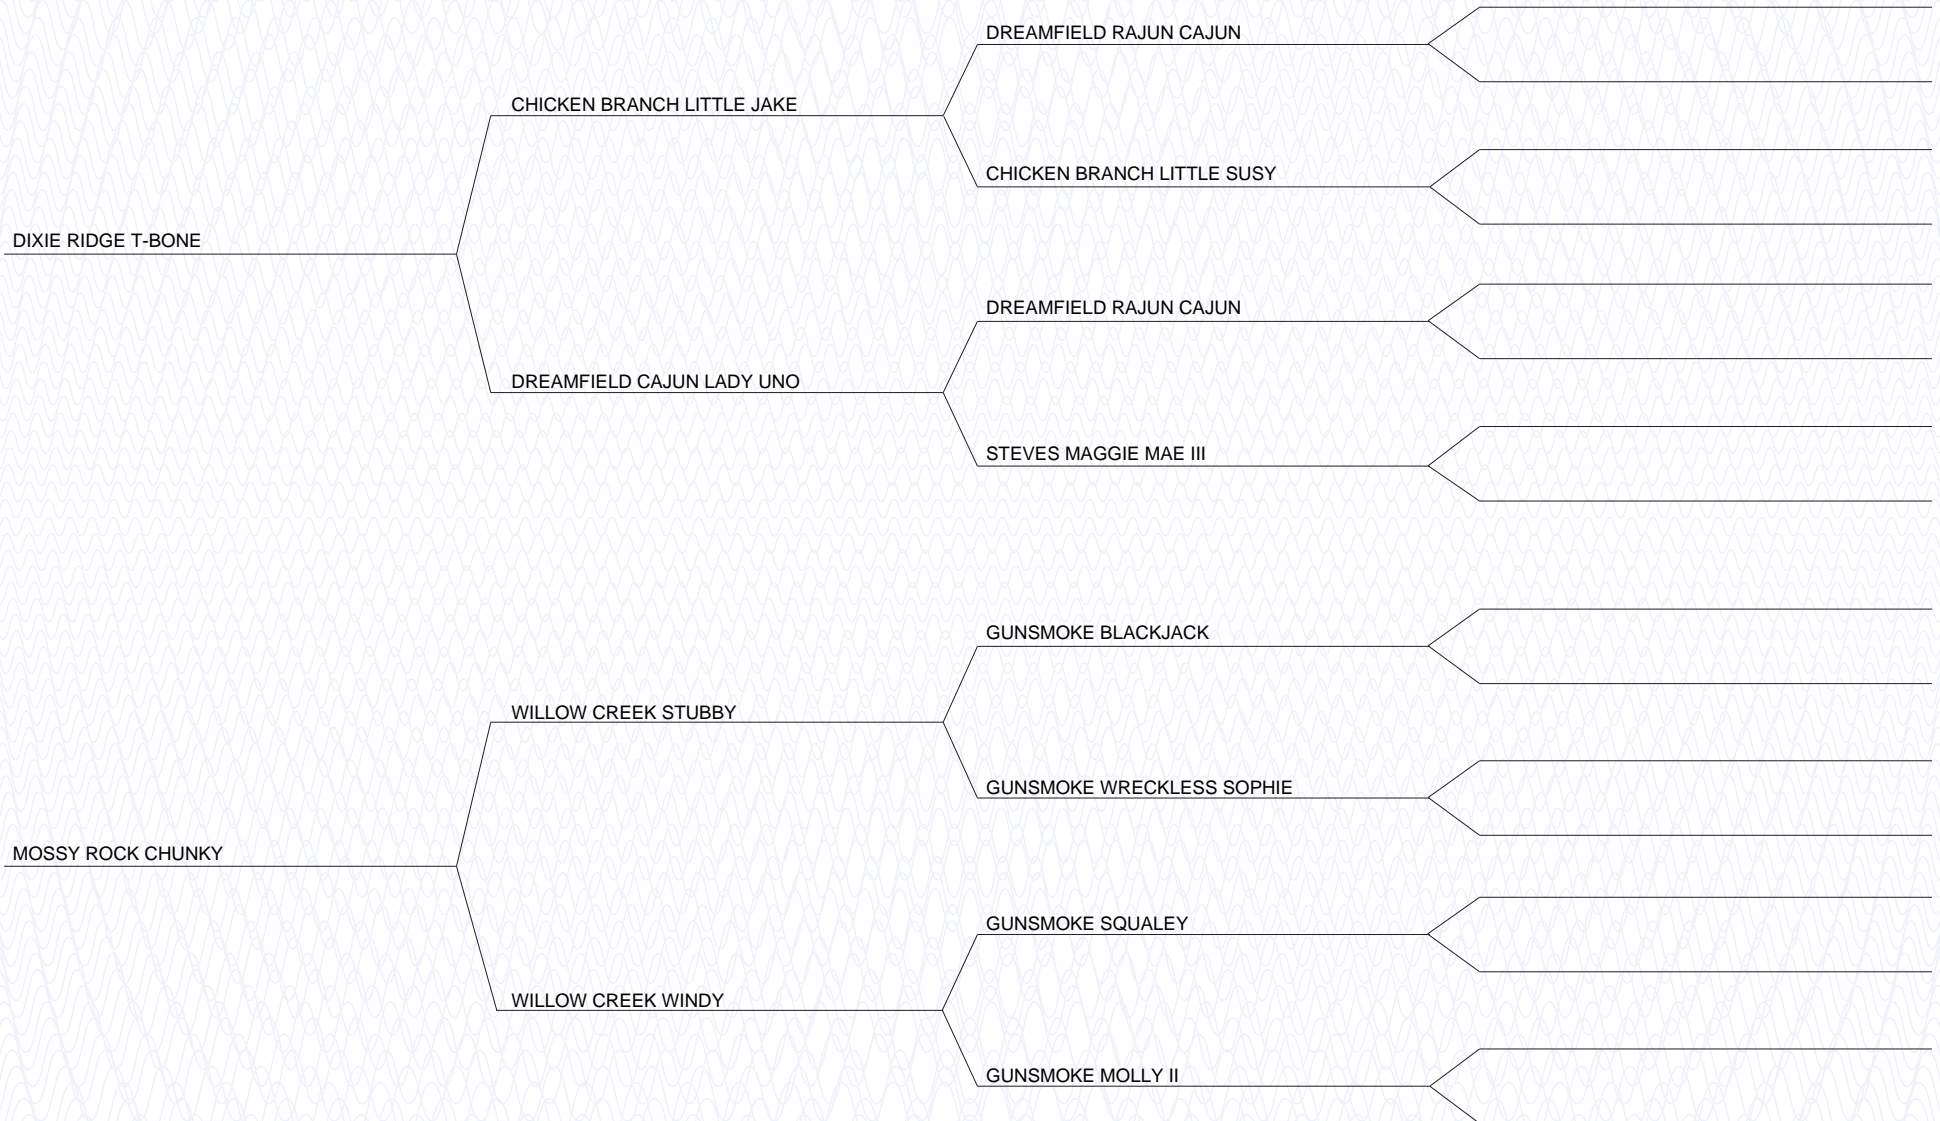 DREAMFIELD RAJUN CAJUN
CHICKEN BRANCH LITTLE JAKE
CHICKEN BRANCH LITTLE SUSY
DIXIE RIDGE T-BONE
DREAMFIELD RAJUN CAJUN
DREAMFIELD CAJUN LADY UNO
STEVES MAGGIE MAE III
GUNSMOKE BLACKJACK
WILLOW CREEK STUBBY
GUNSMOKE WRECKLESS SOPHIE
MOSSY ROCK CHUNKY
GUNSMOKE SQUALEY
WILLOW CREEK WINDY
GUNSMOKE MOLLY II